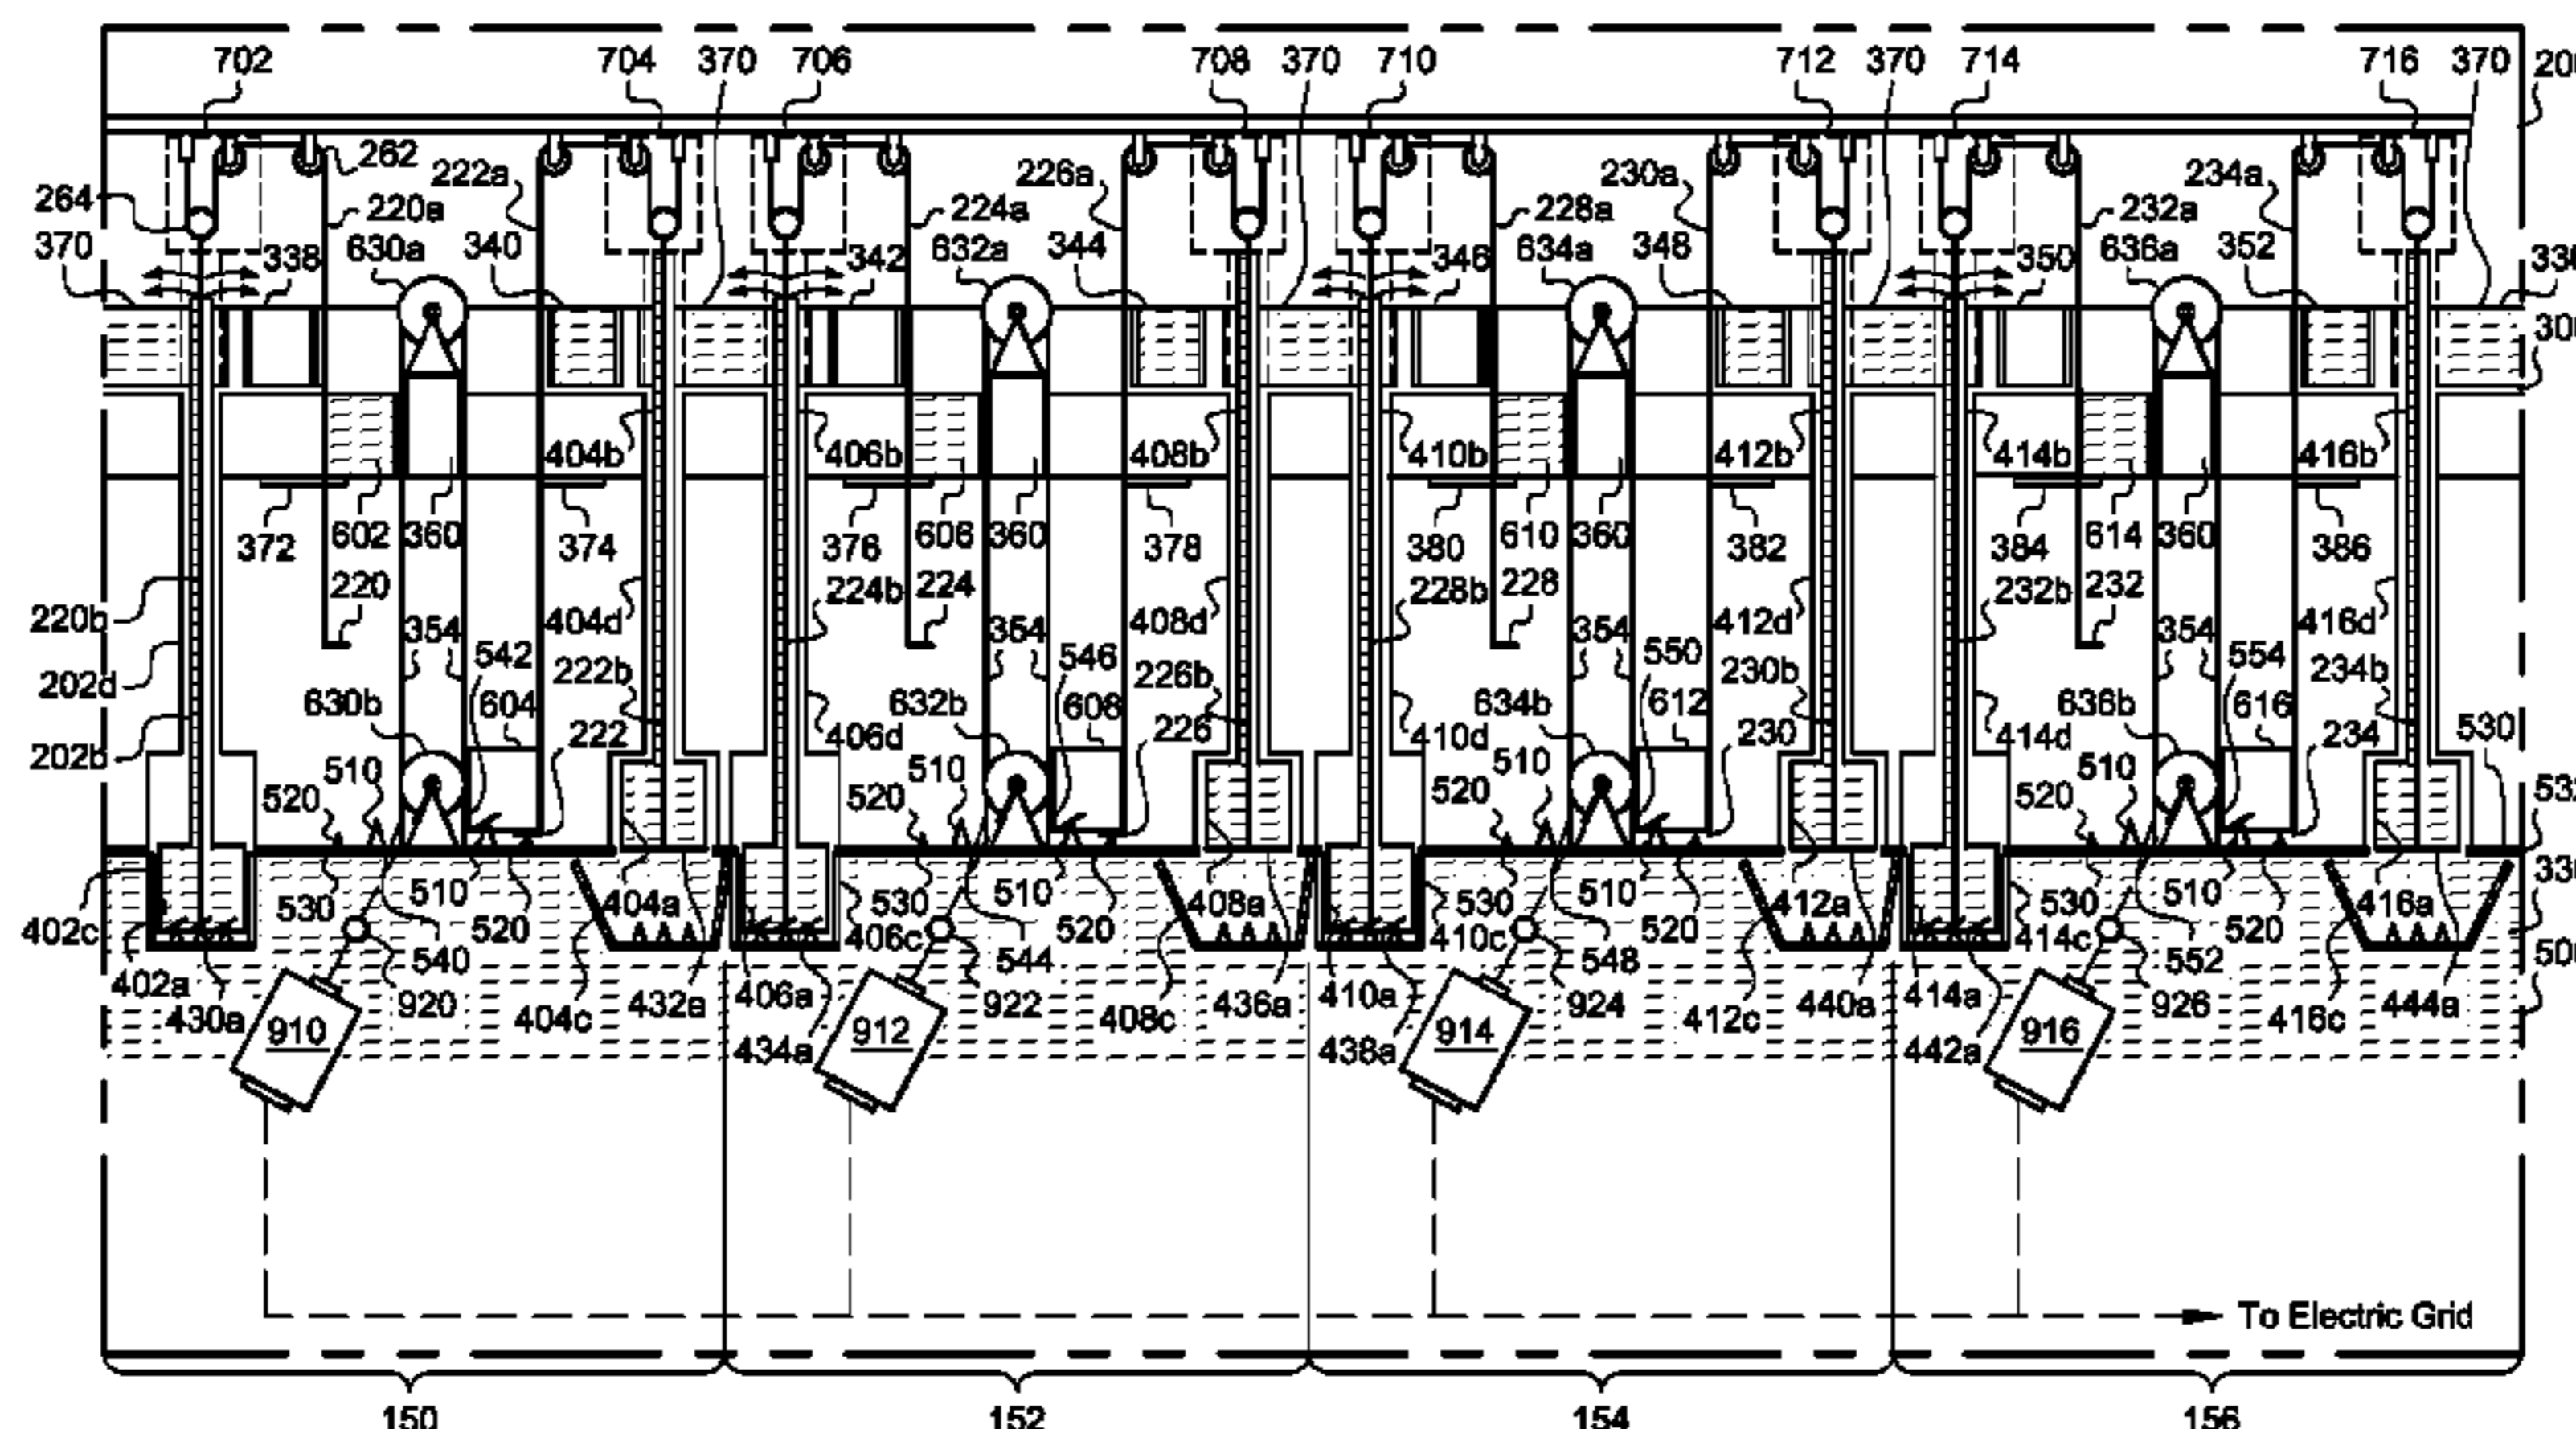 702 704 370 706 708 370 710 712 370 714 716 370
262 222a 226a 230a 234a
264 220a 224a 228a 232a
370 338 630a 340 342 632a 344 346 634a 348 350 636a 352
404b 406b 408b 410b 412b 414b 416b
372 602 360 374 376 606 360 378 380 610 360 382 384 614 360 386
220b 220 404d 224b 224 408d 228b 228 412d 232b 232 416d
354 542 354 546 354 550 354 554
202d 222b 226b 230b 234b
630b 604 222 406d 632b 608 226 410d 634b 612 230 414d 636b 616 234 530
202b 510 510 510 510
520 520 520 520
402c 530 510 404a 530 406c 510 408a 530 410c 510 412a 530 414c 510 416a
520 520 520 520
402a 540 544 548 552
430a 920 404c 432a 406a 922 408c 436a 410a 924 412c 440a 414a 926 416c 444a
910 434a 912 438a 914 442a 916
To Electric Grid
150 152 154 156